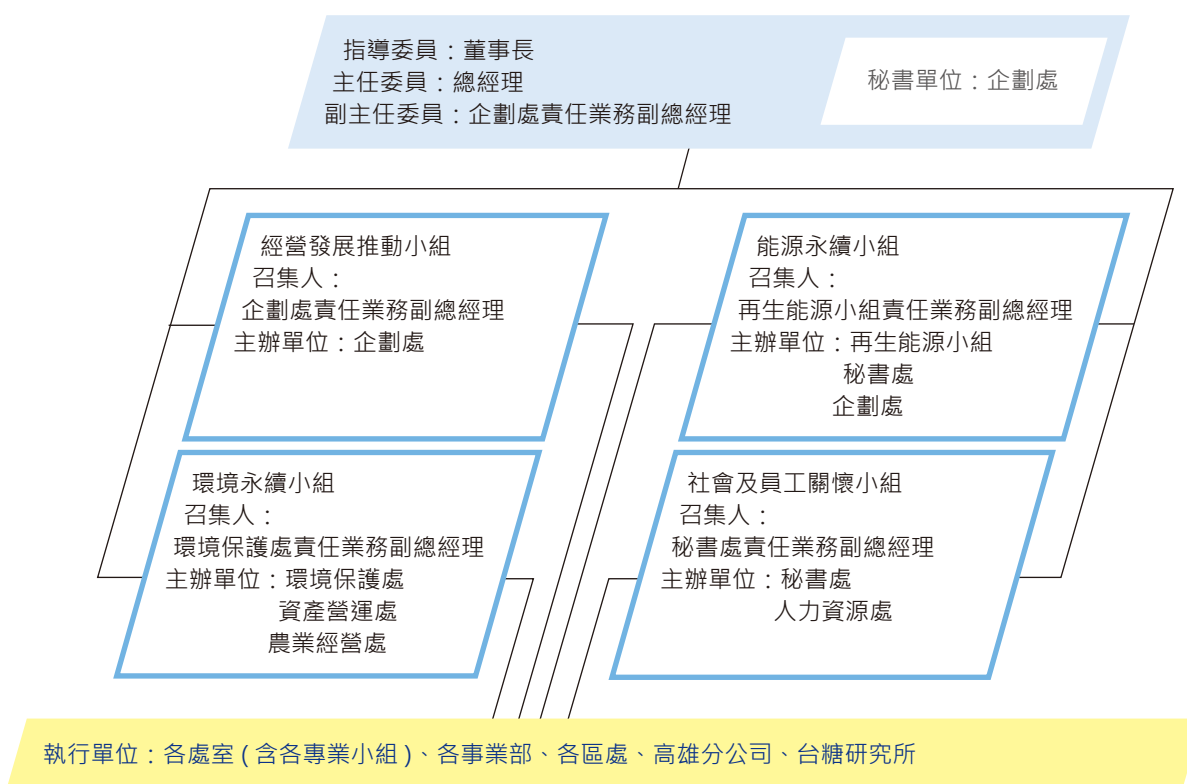 指導委員：董事長
主任委員：總經理
副主任委員：企劃處責任業務副總經理
秘書單位：企劃處
經營發展推動小組
召集人：
企劃處責任業務副總經理
主辦單位：企劃處
能源永續小組
召集人：
再生能源小組責任業務副總經理
主辦單位：再生能源小組
秘書處
企劃處
環境永續小組
召集人：
環境保護處責任業務副總經理
主辦單位：環境保護處
資產營運處
農業經營處
社會及員工關懷小組
召集人：
秘書處責任業務副總經理
主辦單位：秘書處
人力資源處
執行單位：各處室 ( 含各專業小組 )、各事業部、各區處、高雄分公司、台糖研究所